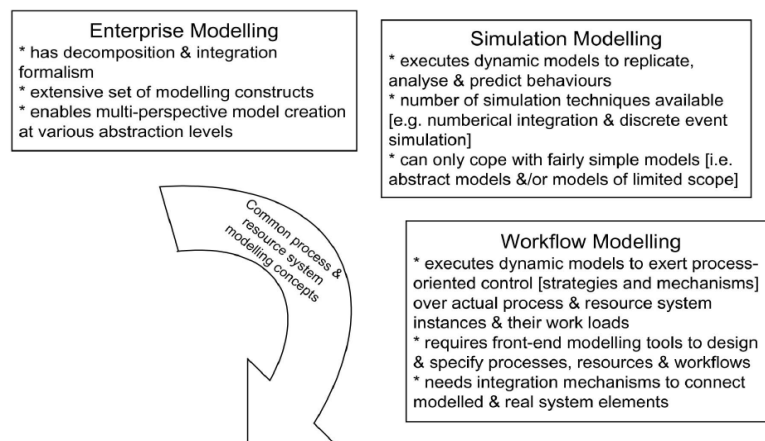 Enterprise Modelling
* has decomposition & integration
formalism
* extensive set of modelling constructs
* enables multi-perspective model creation
at various abstraction levels
Simulation Modelling
* executes dynamic models to replicate,
analyse & predict behaviours
* number of simulation techniques available
[e.g. numberical integration & discrete event
simulation]
* can only cope with fairly simple models [i.e.
abstract models &/or models of limited scope]
Common process &
resource system
modelling concepts
Workflow Modelling
* executes dynamic models to exert process-
oriented control [strategies and mechanisms]
over actual process & resource system
instances & their work loads
* requires front-end modelling tools to design
& specify processes, resources & workflows
* needs integration mechanisms to connect
modelled & real system elements